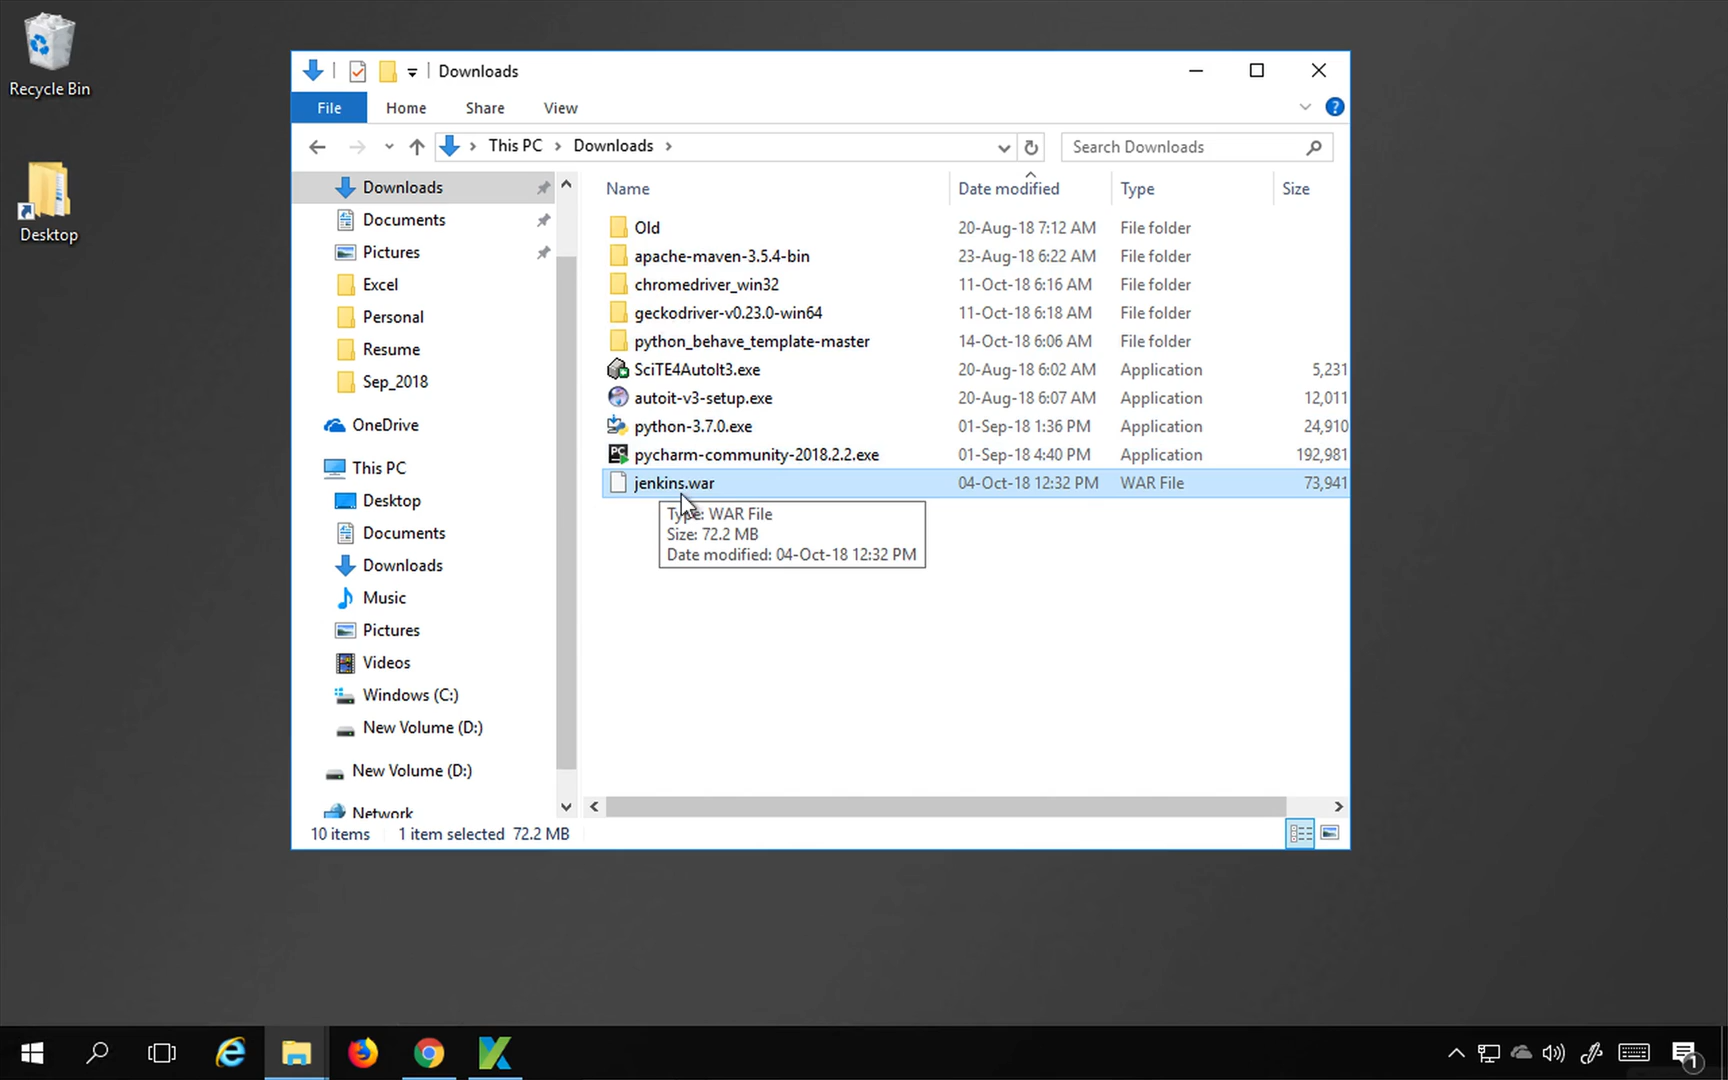 Recycle Bin
Desktop
Downloads
File Home Share View
This PC Downloads Search Downloads
Name Date modified Type Size
Downloads
Documents
Pictures
Excel
Personal
Resume
Sep_2018
OneDrive
This PC
Desktop
Documents
Downloads
Music
Pictures
Videos
Windows (C:)
New Volume (D:)
New Volume (D:)
Network
Old 20-Aug-18 7:12 AM File folder
apache-maven-3.5.4-bin 23-Aug-18 6:22 AM File folder
chromedriver_win32 11-Oct-18 6:16 AM File folder
geckodriver-v0.23.0-win64 11-Oct-18 6:18 AM File folder
python_behave_template-master 14-Oct-18 6:06 AM File folder
SciTE4AutoIt3.exe 20-Aug-18 6:02 AM Application 5,231
autoit-v3-setup.exe 20-Aug-18 6:07 AM Application 12,011
python-3.7.0.exe 01-Sep-18 1:36 PM Application 24,910
pycharm-community-2018.2.2.exe 01-Sep-18 4:40 PM Application 192,981
jenkins.war 04-Oct-18 12:32 PM WAR File 73,941
Type: WAR File
Size: 72.2 MB
Date modified: 04-Oct-18 12:32 PM
10 items 1 item selected 72.2 MB
1